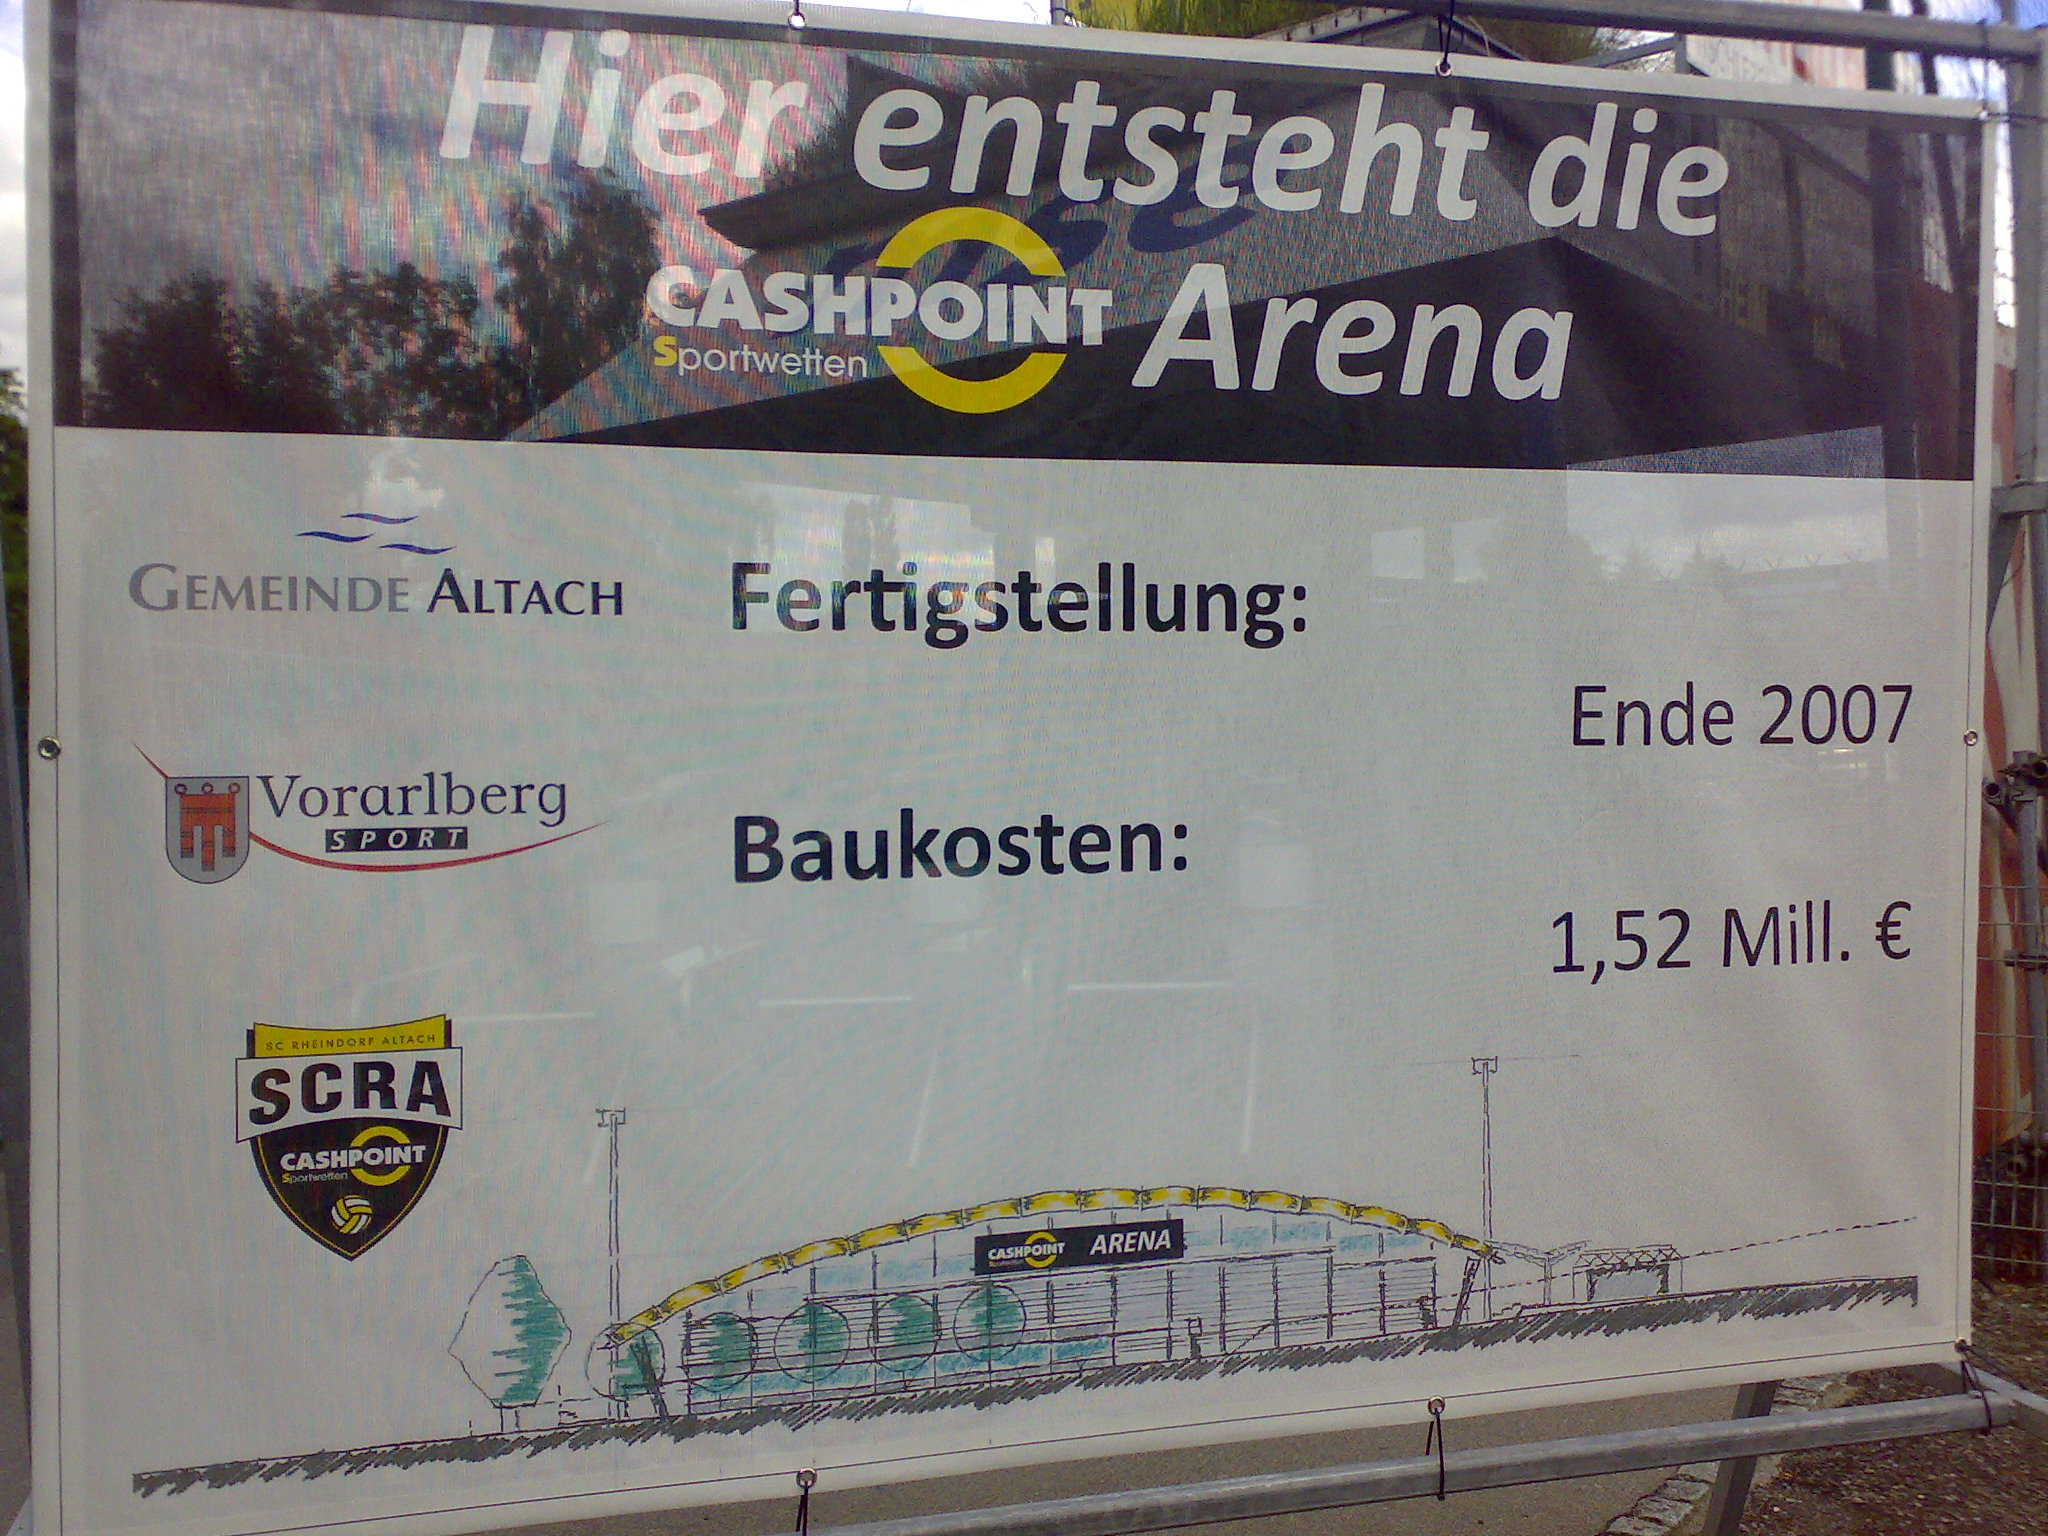 Hier entsteht die
CASHPOINT Arena
Sportwetten
GEMEINDE ALTACH
Fertigstellung:
Ende 2007
Vorarlberg
SPORT
Baukosten:
1,52 Mill. €
SC RHEINDORF ALTACH
SCRA
CASHPOINT
Sportwetten
CASHPOINT ARENA